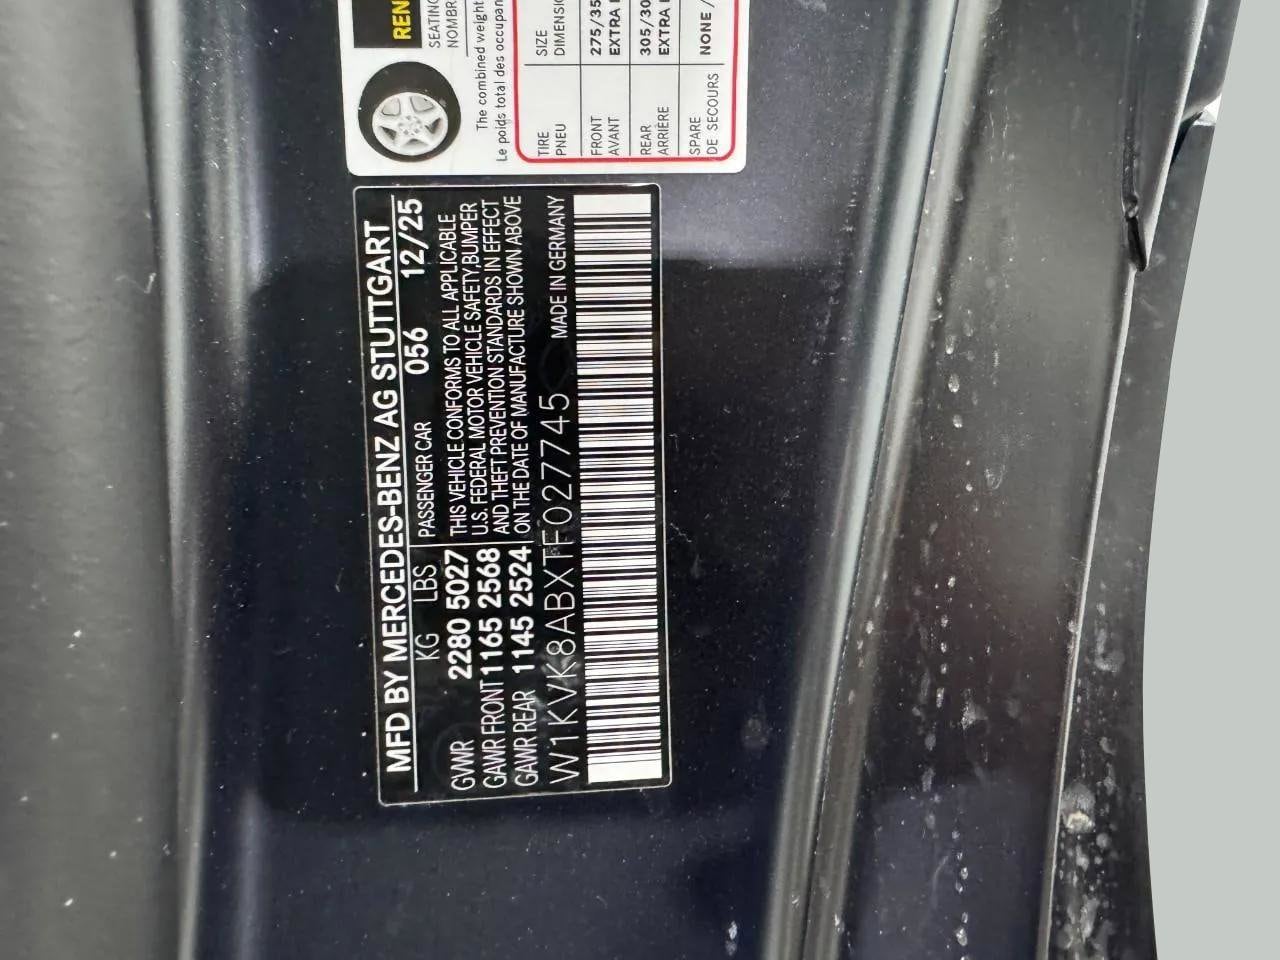 MFD BY MERCEDES-BENZ AG STUTTGART
KG LBS PASSENGER CAR 056 12/25
GVWR 2280 5027
GAWR FRONT 1165 2568
GAWR REAR 1145 2524
THIS VEHICLE CONFORMS TO ALL APPLICABLE
U.S. FEDERAL MOTOR VEHICLE SAFETY,BUMPER
AND THEFT PREVENTION STANDARDS IN EFFECT
ON THE DATE OF MANUFACTURE SHOWN ABOVE
W1KVK8ABXTF027745 MADE IN GERMANY
REN
SEATING
NOMBR
The combined weight
Le poids total des occupan
TIRE SIZE
PNEU DIMENSIO
FRONT 275/35
AVANT EXTRA
REAR 305/30
ARRIÈRE EXTRA
SPARE NONE /
DE SECOURS